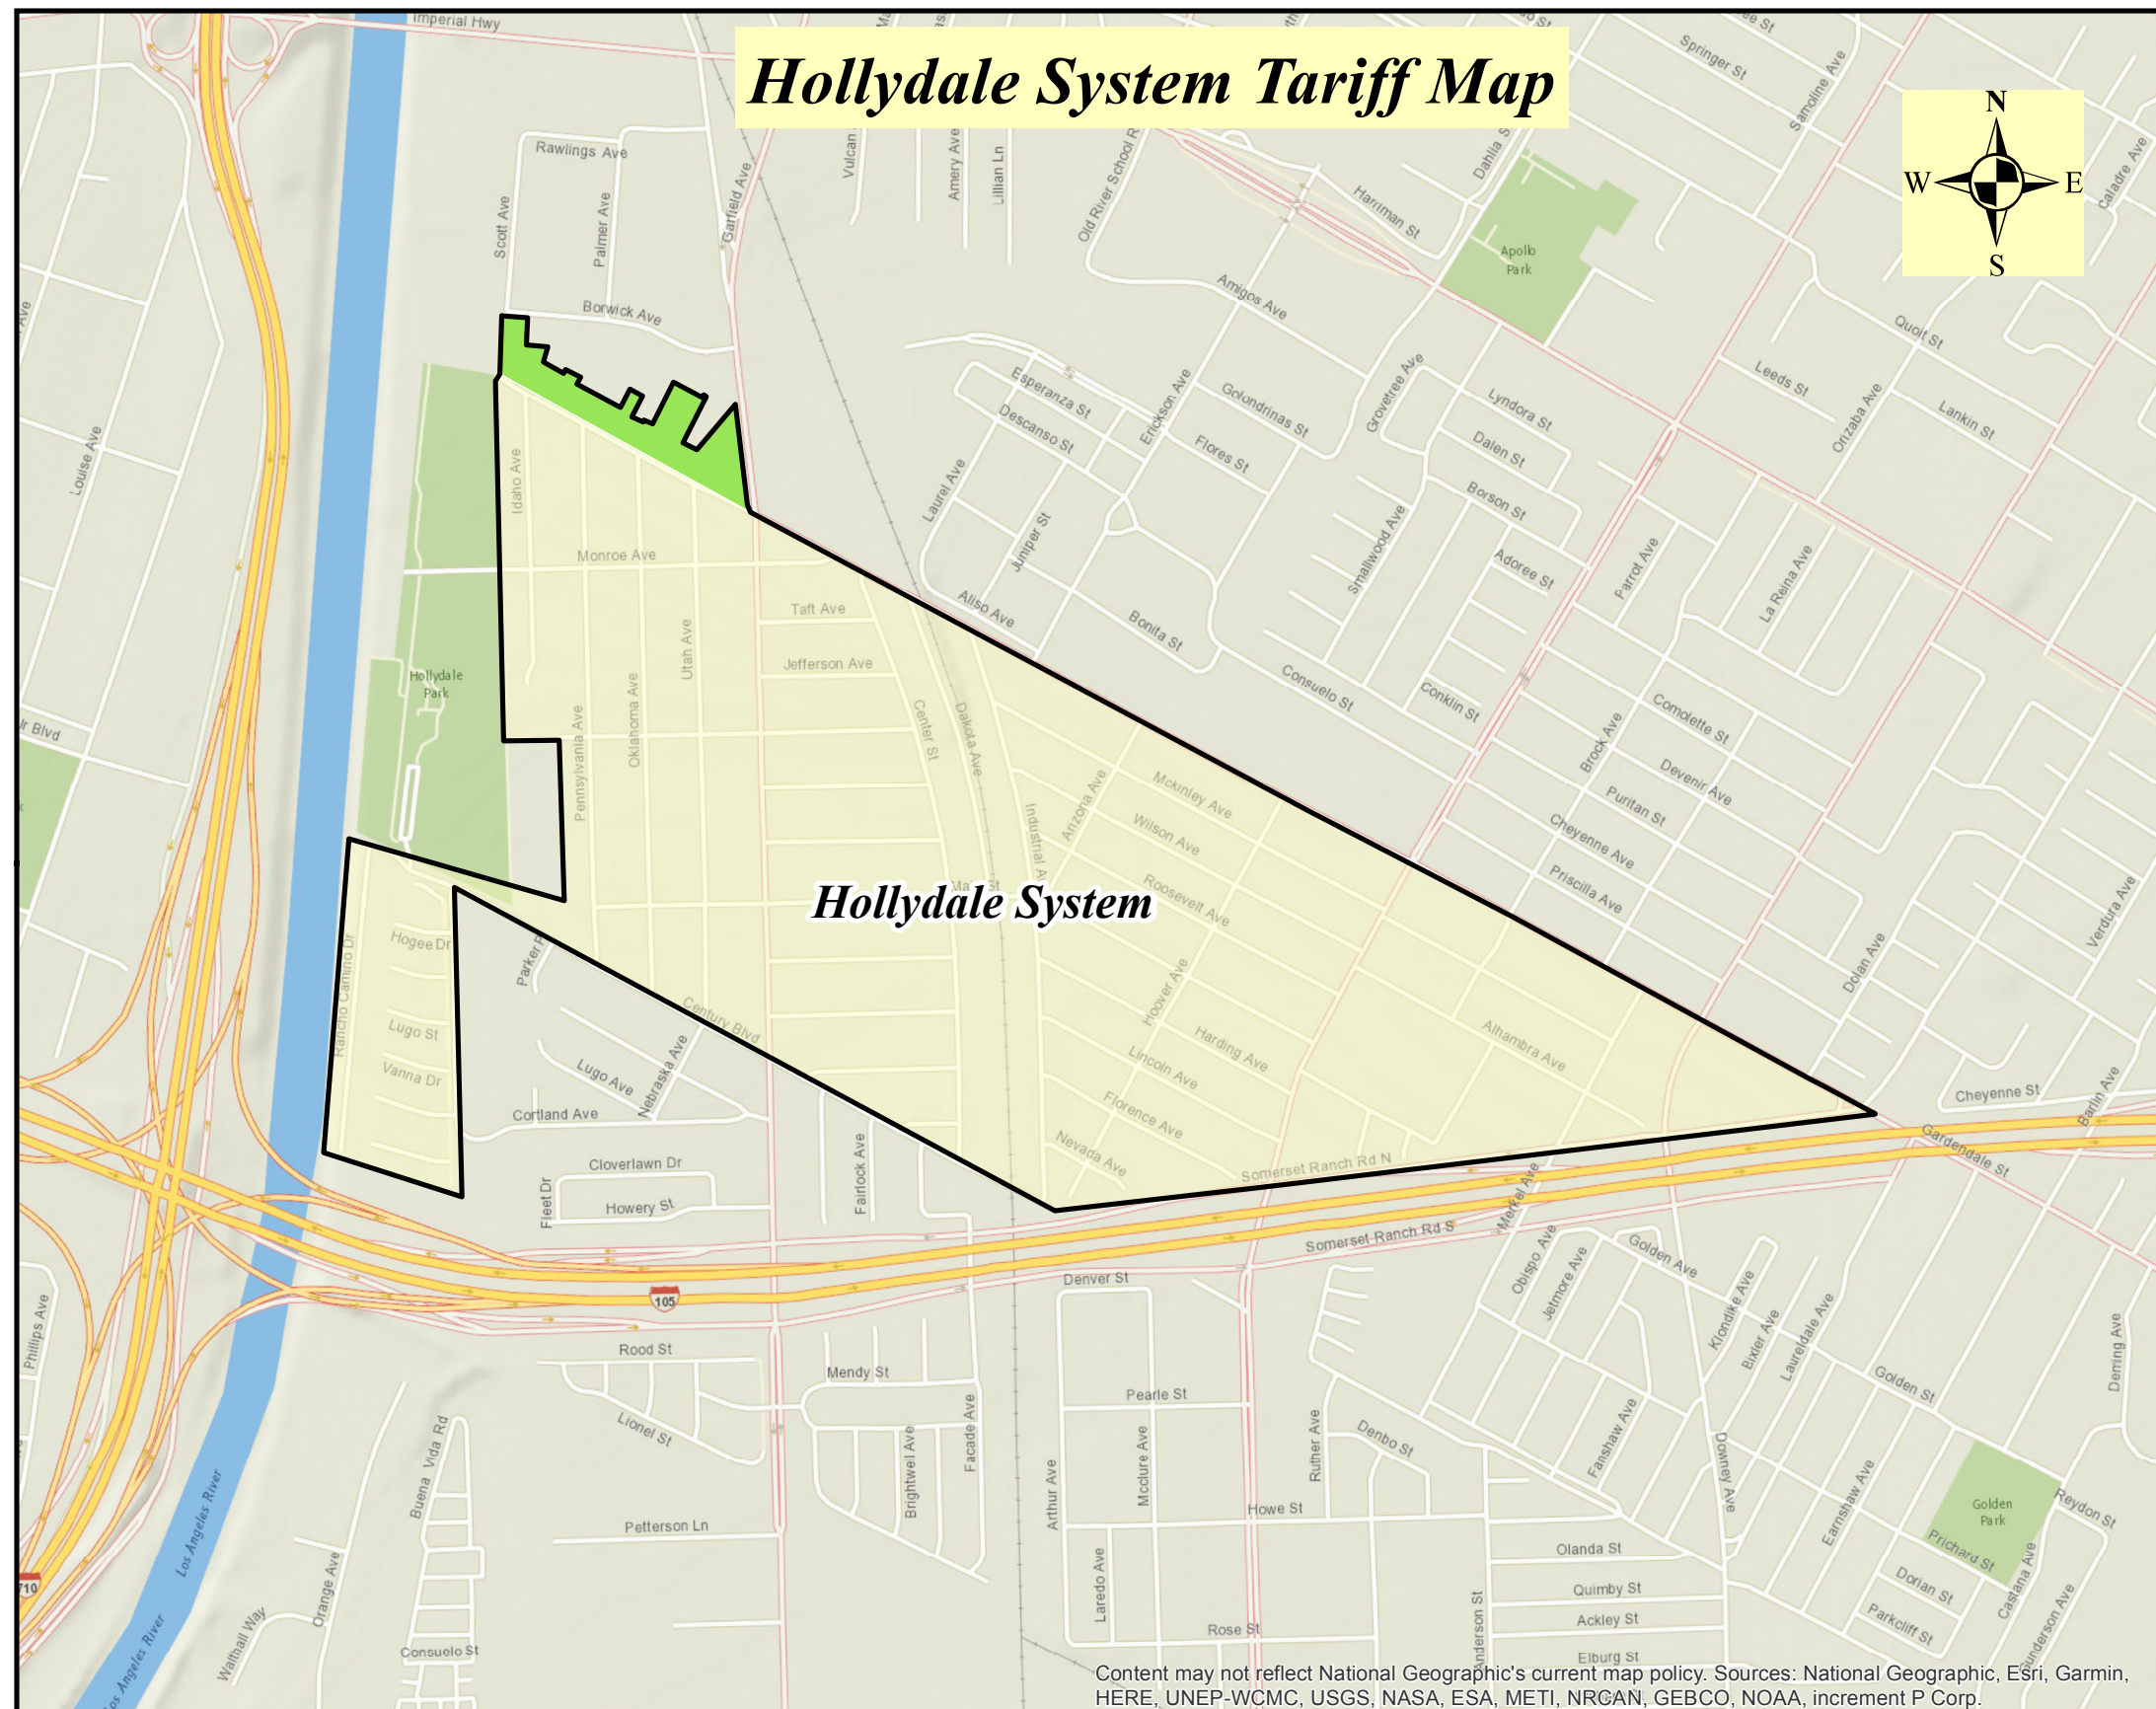 Hollydale System Tariff Map
N
W
E
S
Imperial Hwy
Springer St
Samoline Ave
Caladre Ave
Rawlings Ave
Scott Ave
Palmer Ave
Garfield Ave
Vulcan
Amery Ave
Lillian Ln
Old River School R
Dahlia S
Harriman St
Apollo
Park
Borwick Ave
Amigos Ave
Quoit St
Leeds St
Lankin St
Orizaba Ave
Esperanza St
Descanso St
Erickson Ave
Golondrinas St
Flores St
Grovetree Ave
Lyndora St
Dalen St
Borson St
Adoree St
Smallwood Ave
Parrot Ave
La Reina Ave
Louise Ave
Idaho Ave
Laurel Ave
Juniper St
Monroe Ave
Aliso Ave
Bonita St
Taft Ave
Utah Ave
Jefferson Ave
Hollydale
Park
Consuelo St
Conklin St
Comolette St
Brock Ave
Devenir Ave
Puritan St
Cheyenne Ave
Priscilla Ave
Jr Blvd
Pennsylvania Ave
Oklahoma Ave
Center St
Dakota Ave
Industrial Av
Arizona Ave
Mckinley Ave
Wilson Ave
Roosevelt Ave
Main St
Hollydale System
Verdura Ave
Dolan Ave
Hogee Dr
Rancho Camino Dr
Parker P
Lugo St
Vanna Dr
Century Blvd
Hoover Ave
Harding Ave
Alhambra Ave
Lincoln Ave
Florence Ave
Nevada Ave
Lugo Ave
Nebraska Ave
Cortland Ave
Cheyenne St
Barlin Ave
Gardendale St
Cloverlawn Dr
Fleet Dr
Howery St
Fairlock Ave
Somerset Ranch Rd N
Somerset Ranch Rd S
Merkel Ave
Obispo Ave
Jetmore Ave
Golden Ave
Klondike Ave
Bixler Ave
Laureldale Ave
Derring Ave
105
Denver St
Phillips Ave
Rood St
Mendy St
Pearle St
Golden St
Lionel St
Buena Vida Rd
Brightwell Ave
Facade Ave
Arthur Ave
Mcclure Ave
Ruther Ave
Denbo St
Fanshaw Ave
Downey Ave
Earnshaw Ave
Golden
Park
Reydon St
Prichard St
Los Angeles River
Petterson Ln
Howe St
Olanda St
Quimby St
Ackley St
Elburg St
Dorian St
Parkcliff St
Castana Ave
Gunderson Ave
710
Orange Ave
Walthall Way
Laredo Ave
Anderson St
Rose St
Los Angeles River
Consuelo St
Content may not reflect National Geographic's current map policy. Sources: National Geographic, Esri, Garmin,
HERE, UNEP-WCMC, USGS, NASA, ESA, METI, NRCAN, GEBCO, NOAA, increment P Corp.